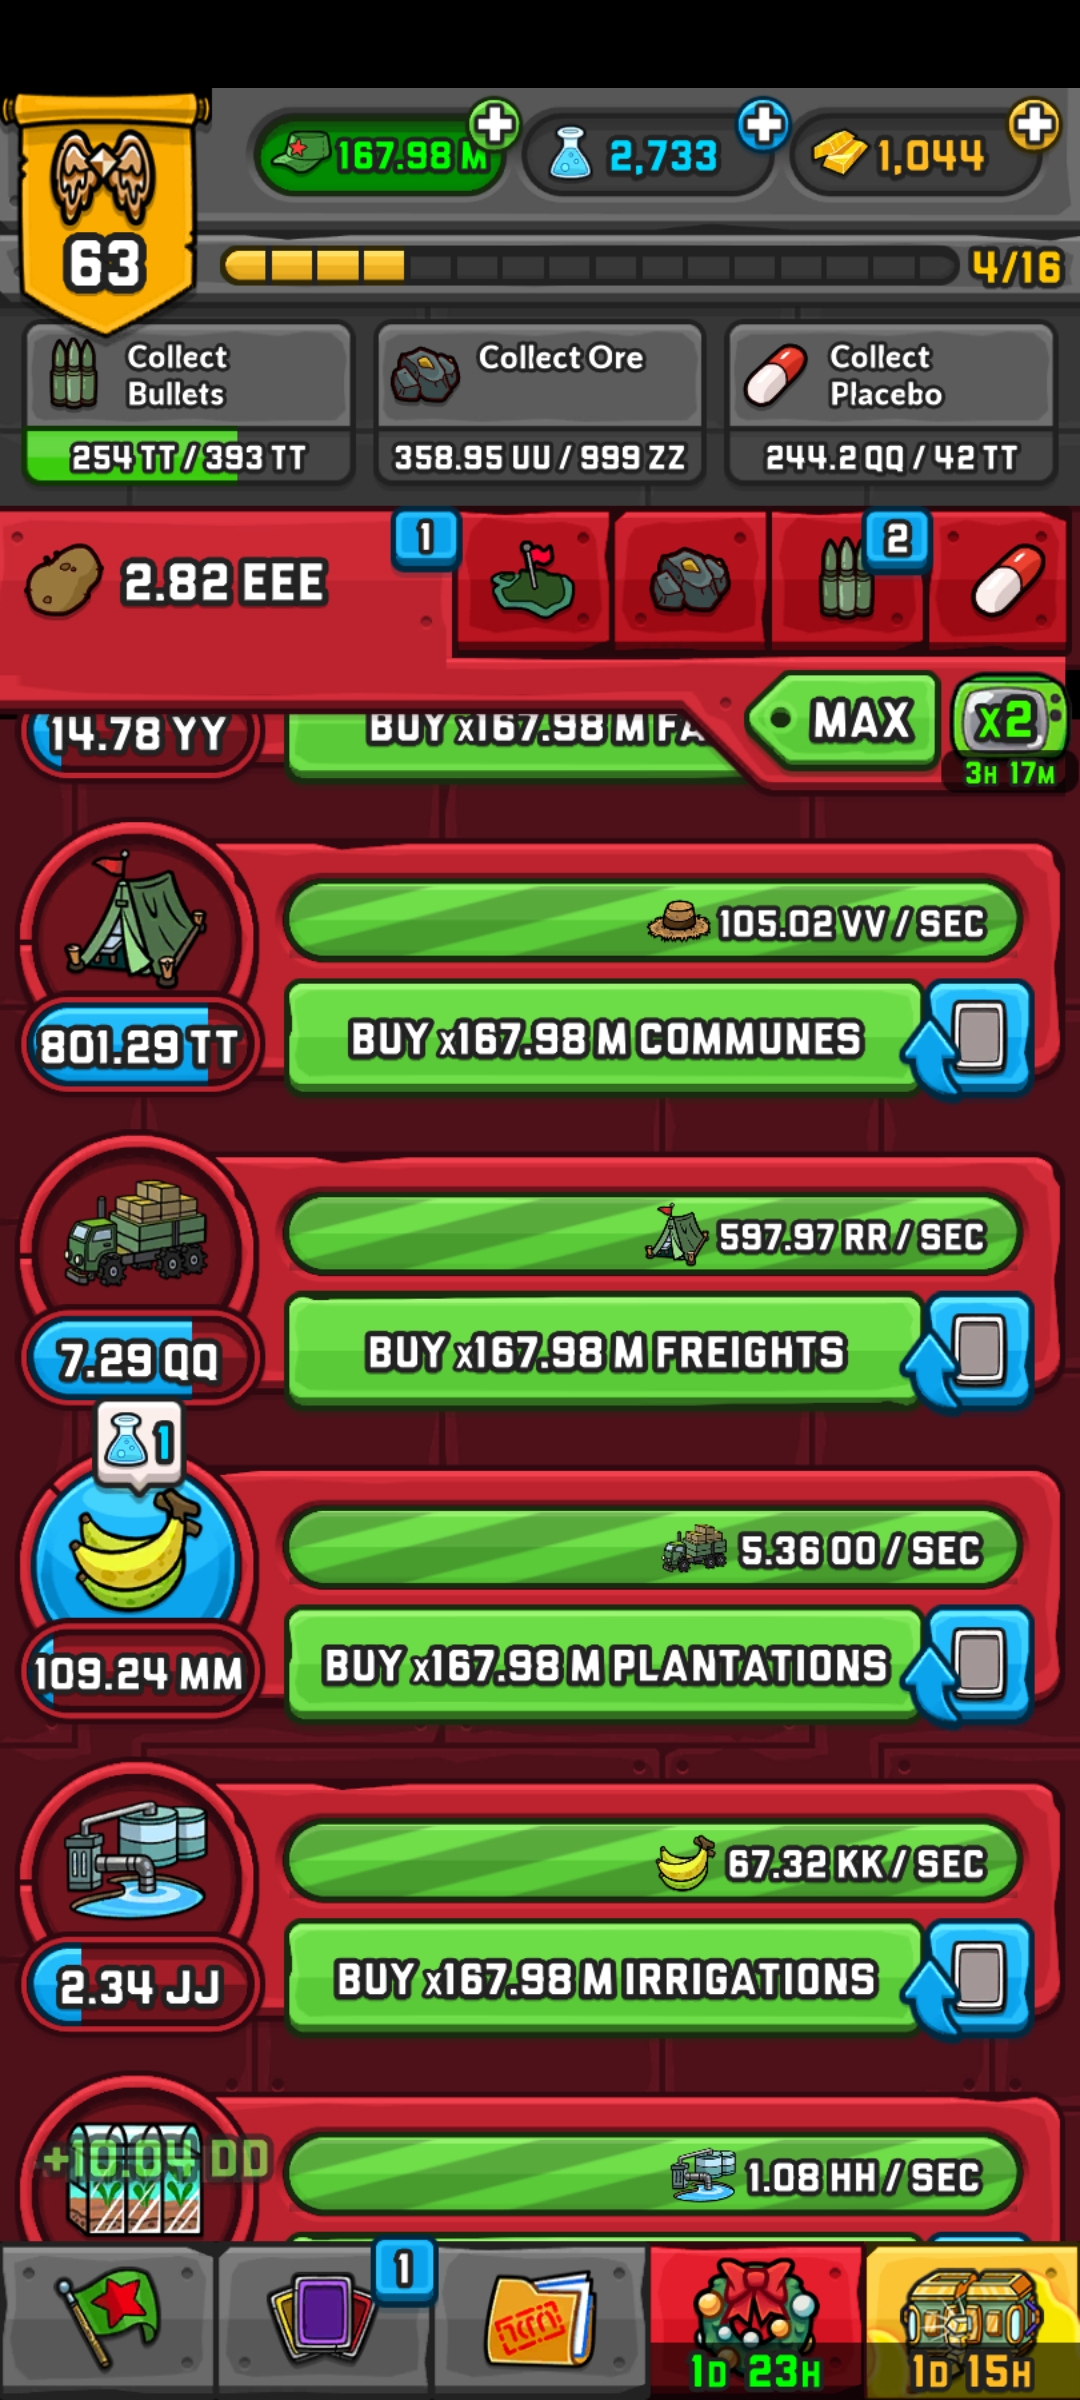 167.98 M
2,733
1,044
63
4/16
Collect
Bullets
254 TT / 393 TT
Collect Ore
358.95 UU / 999 ZZ
Collect
Placebo
244.2 QQ / 42 TT
2.82 EEE
1
2
MAX
x2
3H 17M
14.78 YY
BUY x167.98 M FA
105.02 VV / SEC
801.29 TT
BUY x167.98 M COMMUNES
597.97 RR / SEC
7.29 QQ
BUY x167.98 M FREIGHTS
1
5.36 OO / SEC
109.24 MM
BUY x167.98 M PLANTATIONS
67.32 KK / SEC
2.34 JJ
BUY x167.98 M IRRIGATIONS
+10.04 DD
1.08 HH / SEC
1
1D 23H
1D 15H